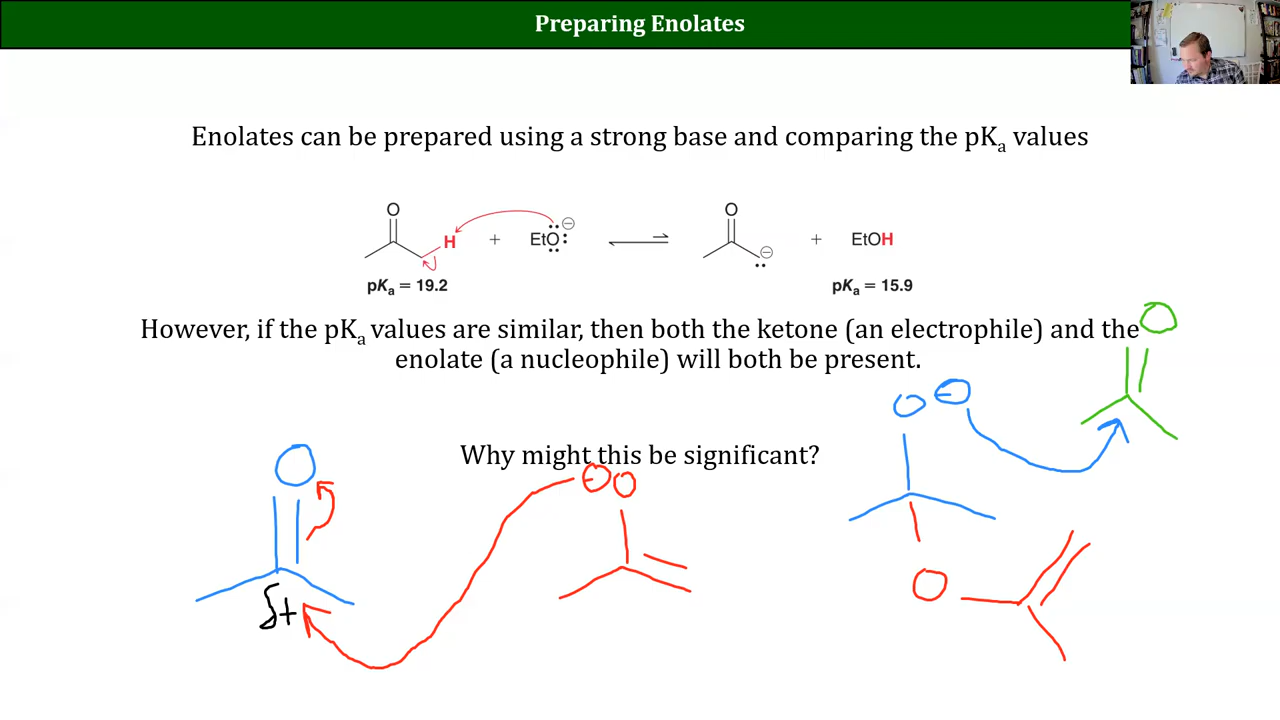 Preparing Enolates
Enolates can be prepared using a strong base and comparing the pKa values
O
H + EtO:⊖ ⇌ O ⊖ + EtOH
pKa = 19.2 pKa = 15.9
However, if the pKa values are similar, then both the ketone (an electrophile) and the
enolate (a nucleophile) will both be present.
O
O ⊖
Why might this be significant?
O
⊖ O
O
δ+